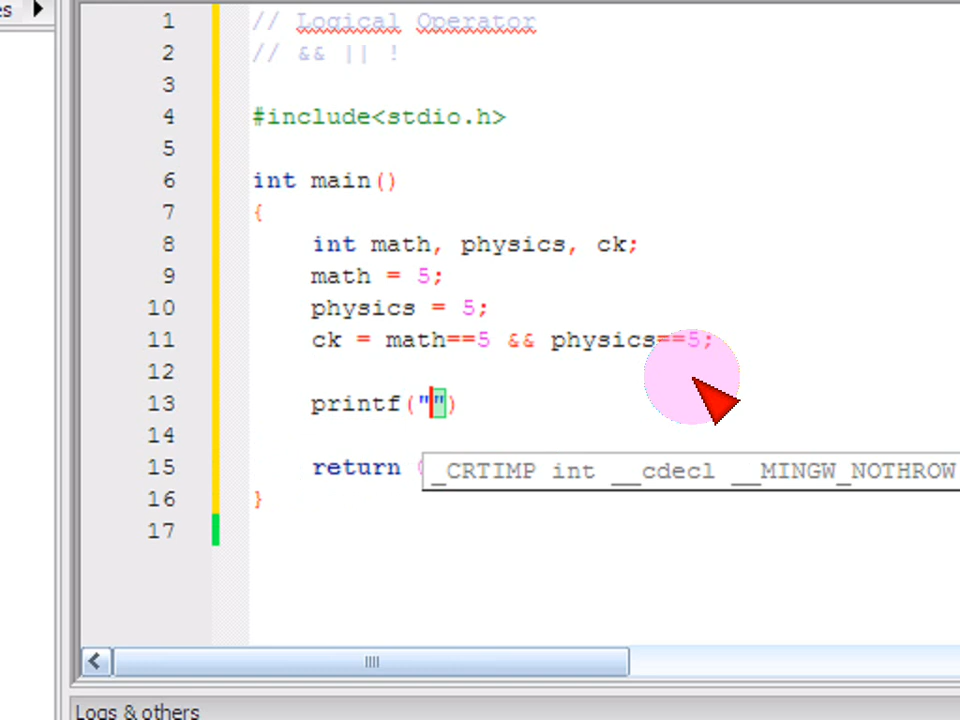 es
1 // Logical Operator
2 // && || !
3
4 #include<stdio.h>
5
6 int main()
7 {
8 int math, physics, ck;
9 math = 5;
10 physics = 5;
11 ck = math==5 && physics==5;
12
13 printf("")
14
15 return
_CRTIMP int __cdecl __MINGW_NOTHROW
16 }
17
Logs & others